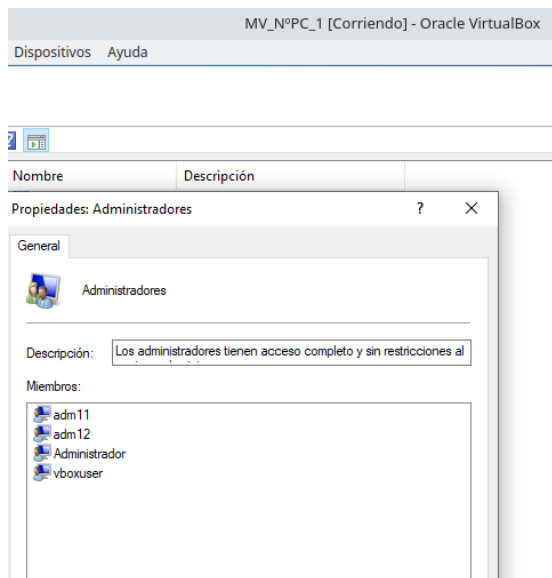 MV_NºPC_1 [Corriendo] - Oracle VirtualBox
Dispositivos Ayuda
?
Nombre Descripción
Propiedades: Administradores ? X
General
Administradores
Descripción: Los administradores tienen acceso completo y sin restricciones al
Miembros:
adm11
adm12
Administrador
vboxuser